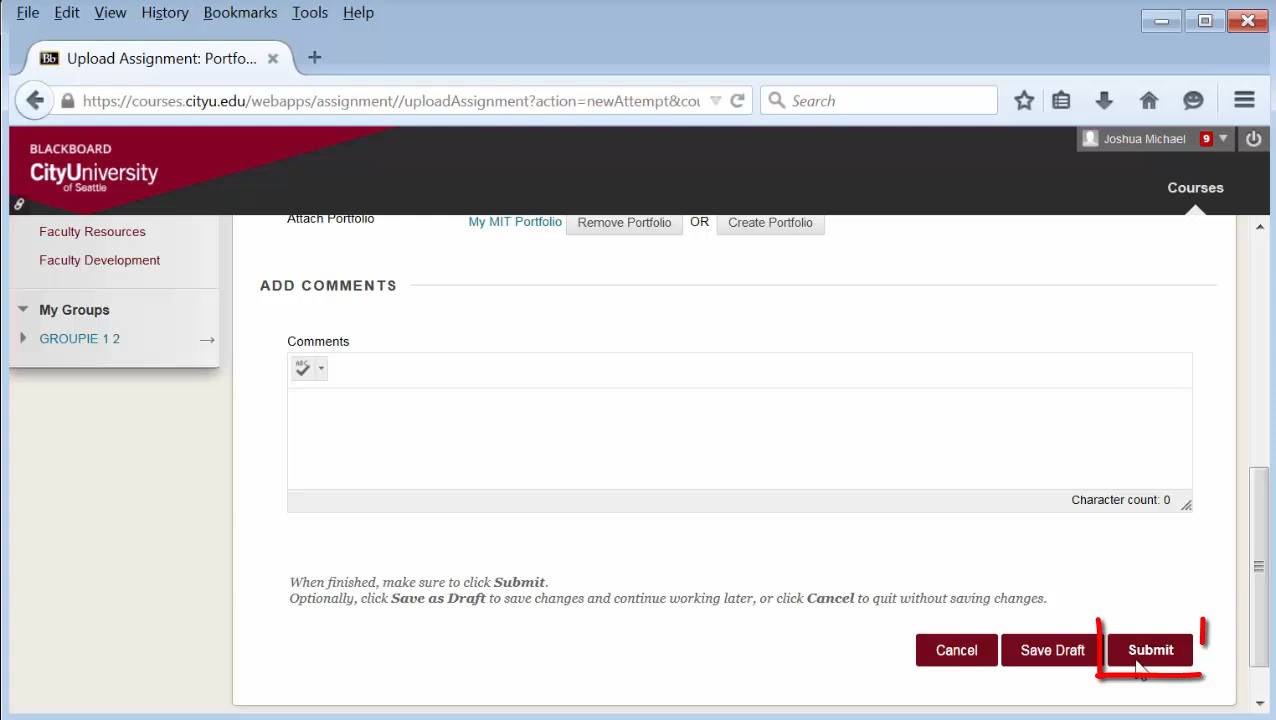 File Edit View History Bookmarks Tools Help
Bb Upload Assignment: Portfo...
https://courses.cityu.edu/webapps/assignment//uploadAssignment?action=newAttempt&cou
Search
BLACKBOARD
CityUniversity
of Seattle
Joshua Michael 9
Courses
Faculty Resources
Faculty Development
My Groups
GROUPIE 1 2
Attach Portfolio My MIT Portfolio Remove Portfolio OR Create Portfolio
ADD COMMENTS
Comments
ABC
Character count: 0
When finished, make sure to click Submit.
Optionally, click Save as Draft to save changes and continue working later, or click Cancel to quit without saving changes.
Cancel Save Draft Submit